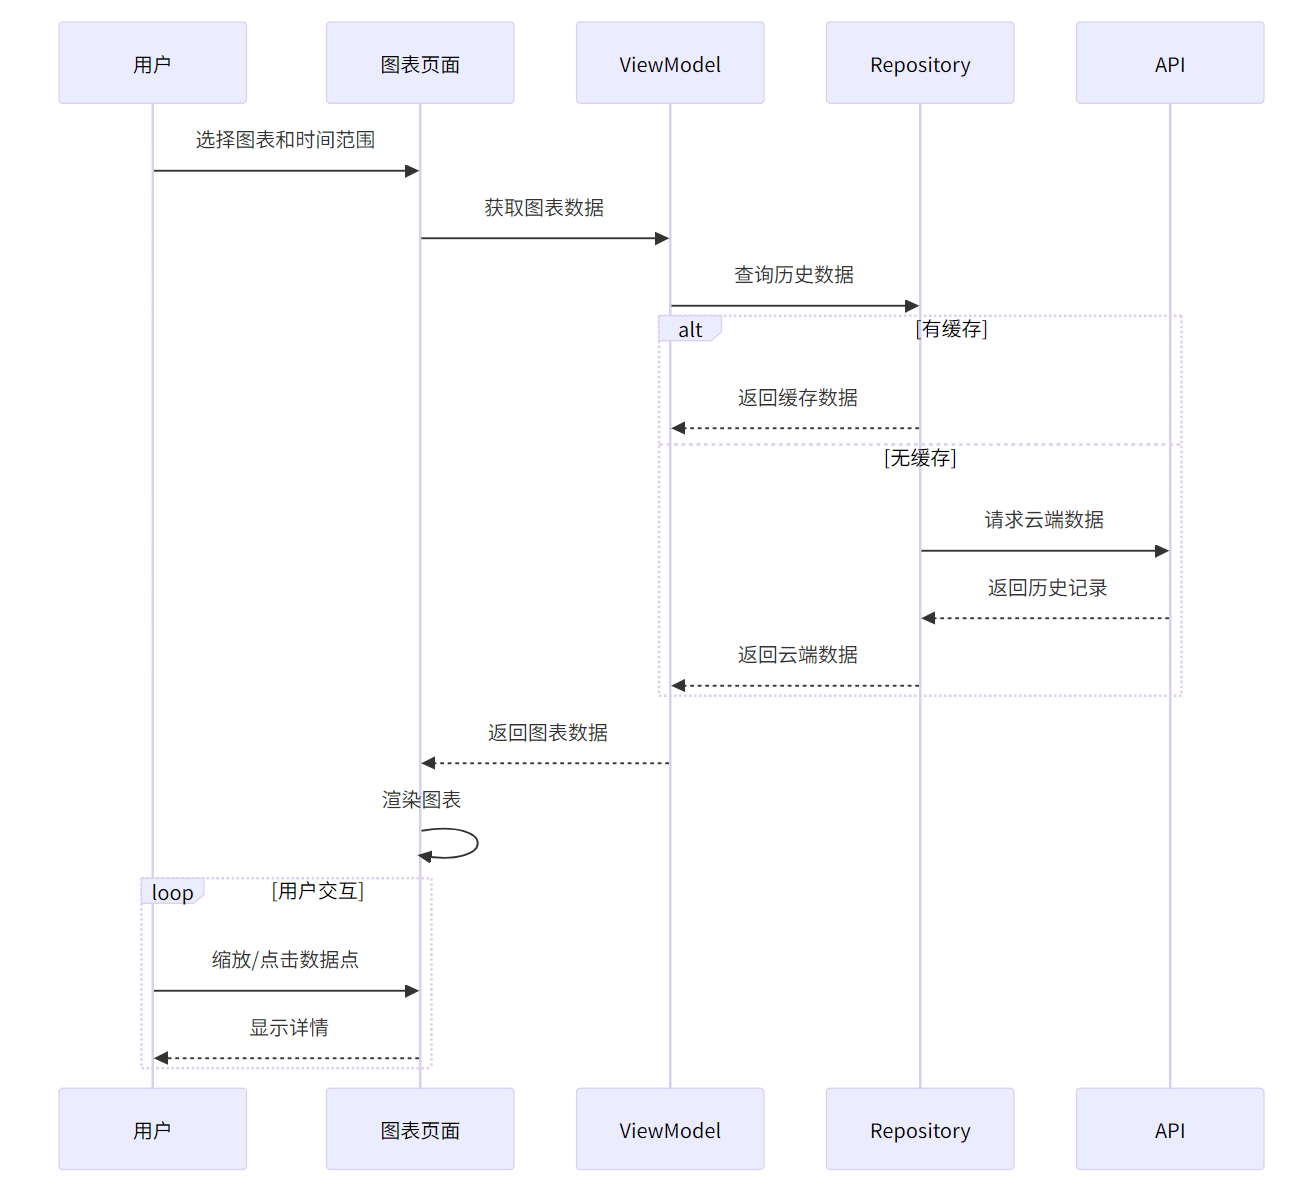 用户
图表页面
ViewModel
Repository
API
选择图表和时间范围
获取图表数据
查询历史数据
alt
[有缓存]
返回缓存数据
[无缓存]
请求云端数据
返回历史记录
返回云端数据
返回图表数据
渲染图表
loop
[用户交互]
缩放/点击数据点
显示详情
用户
图表页面
ViewModel
Repository
API